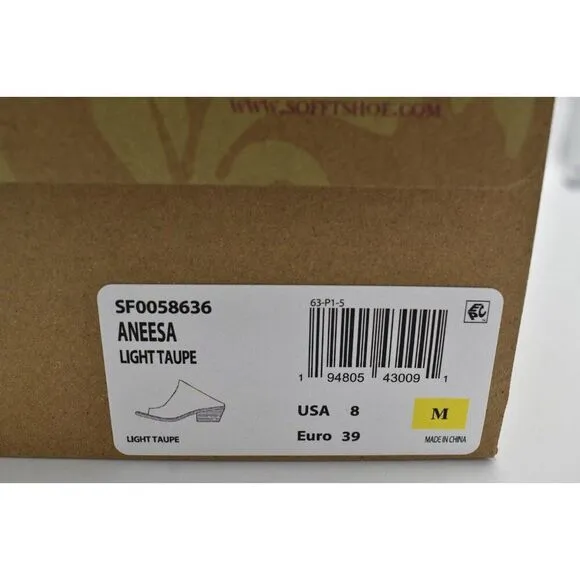 WWW.SOFFTSHOE.COM
SF0058636
ANEESA
LIGHT TAUPE
LIGHT TAUPE
63-P1-5
1 94805 43009 1
USA 8
M
Euro 39
MADE IN CHINA